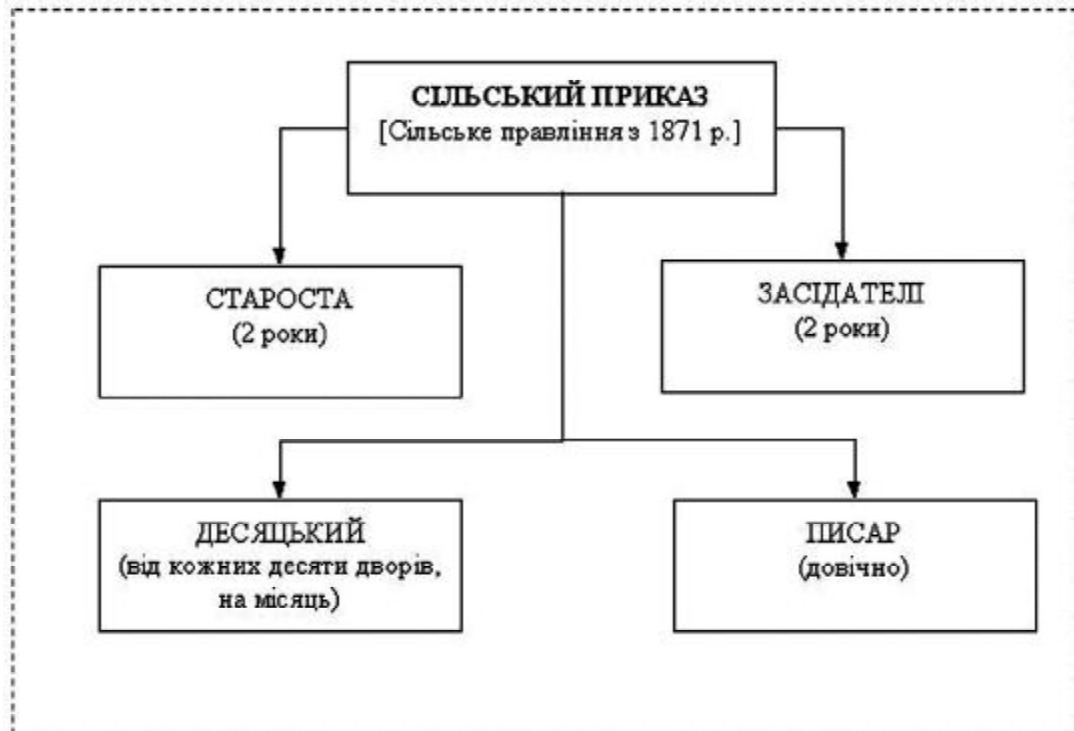 СІЛЬСЬКИЙ ПРИКАЗ
[Сільське правління з 1871 р.]
СТАРОСТА
(2 роки)
ЗАСІДАТЕЛІ
(2 роки)
ДЕСЯЦЬКИЙ
(від кожних десяти дворів,
на місяць)
ПИСАР
(довічно)